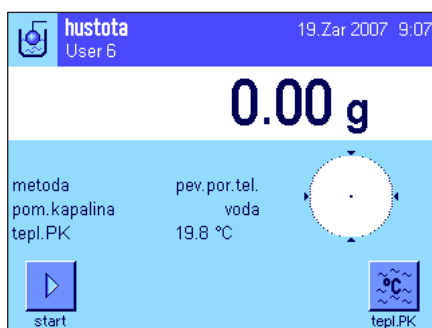 hustota 19.Zar 2007 9:07
User 6
0.00 g
metoda pev.por.tel.
pom.kapalina voda
tepl.PK 19.8 °C
°C
start tepl.PK